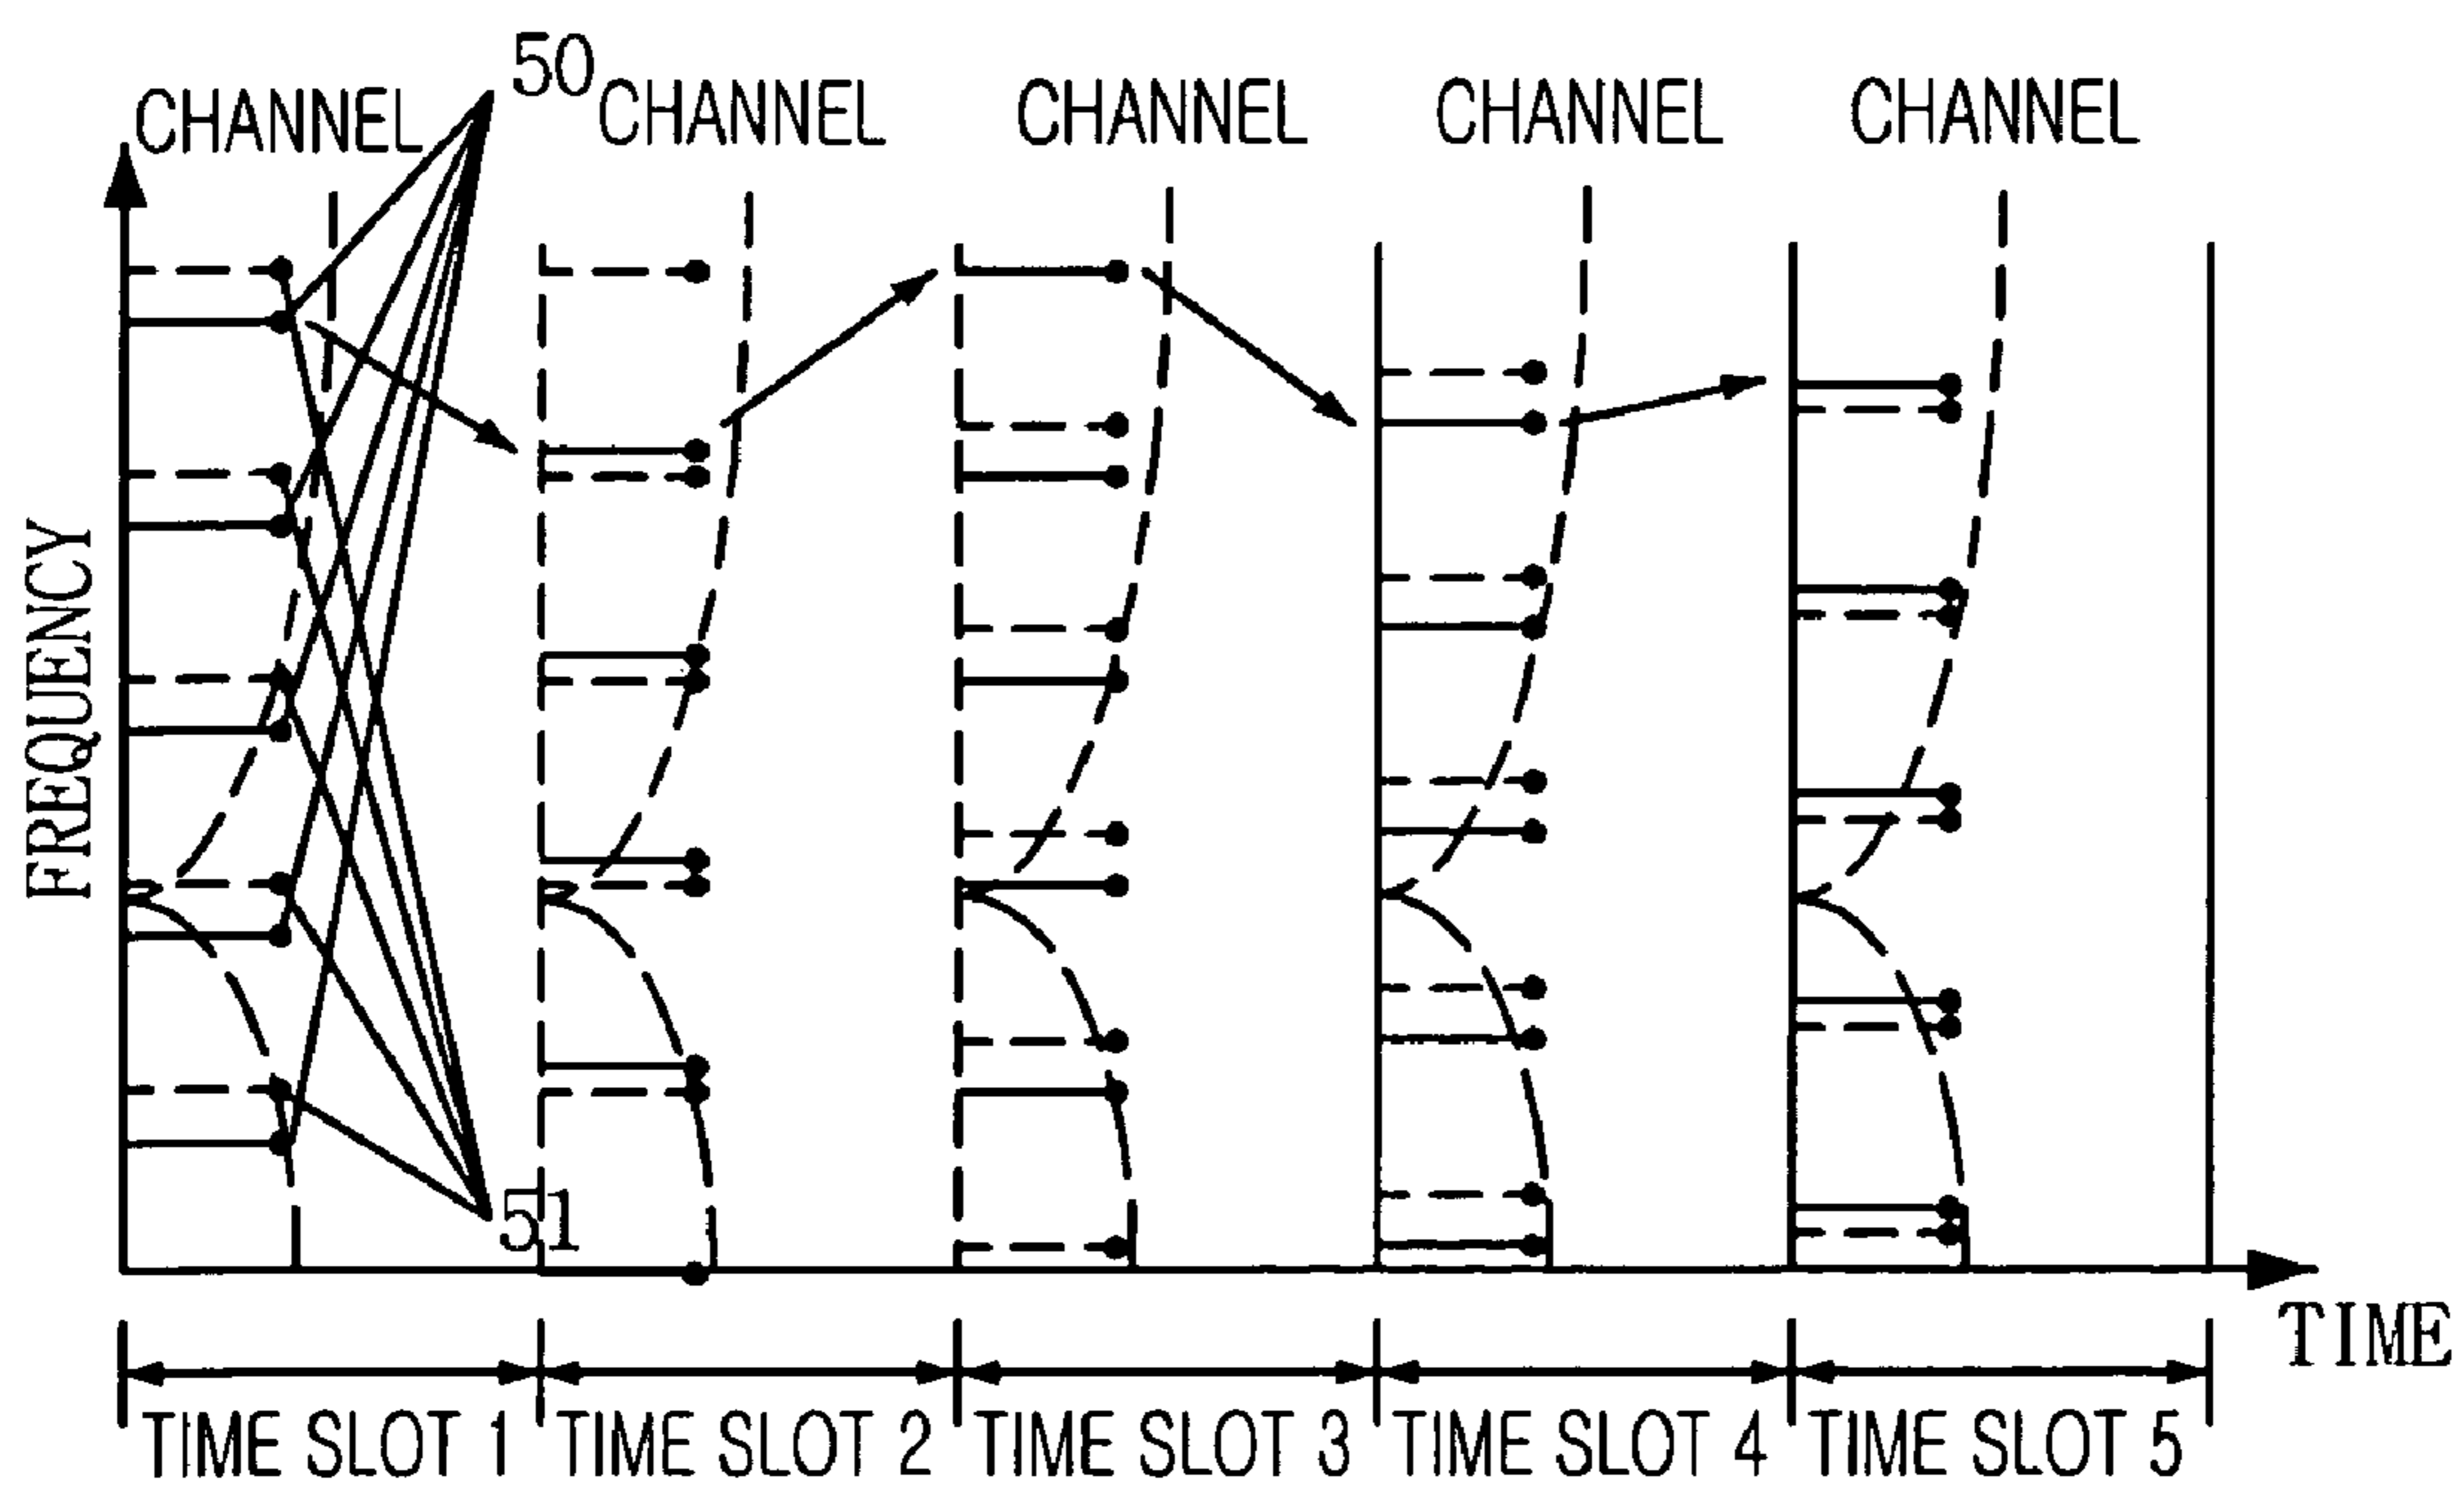 50
CHANNEL CHANNEL CHANNEL CHANNEL CHANNEL
FREQUENCY
51
TIME
TIME SLOT 1 TIME SLOT 2 TIME SLOT 3 TIME SLOT 4 TIME SLOT 5